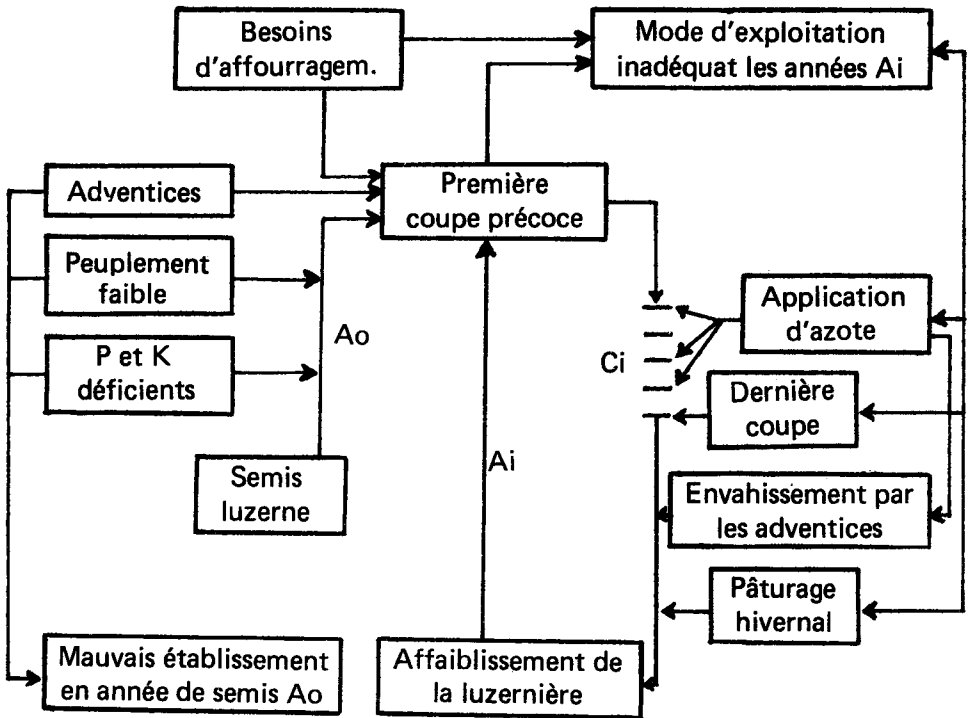 Besoins
d'affourragem.
Mode d'exploitation
inadéquat les années Ai
Adventices
Première
coupe précoce
Peuplement
faible
Application
d'azote
Ao
P et K
déficients
Ci
Dernière
coupe
Semis
luzerne
Ai
Envahissement par
les adventices
Pâturage
hivernal
Mauvais établissement
en année de semis Ao
Affaiblissement de
la luzernière